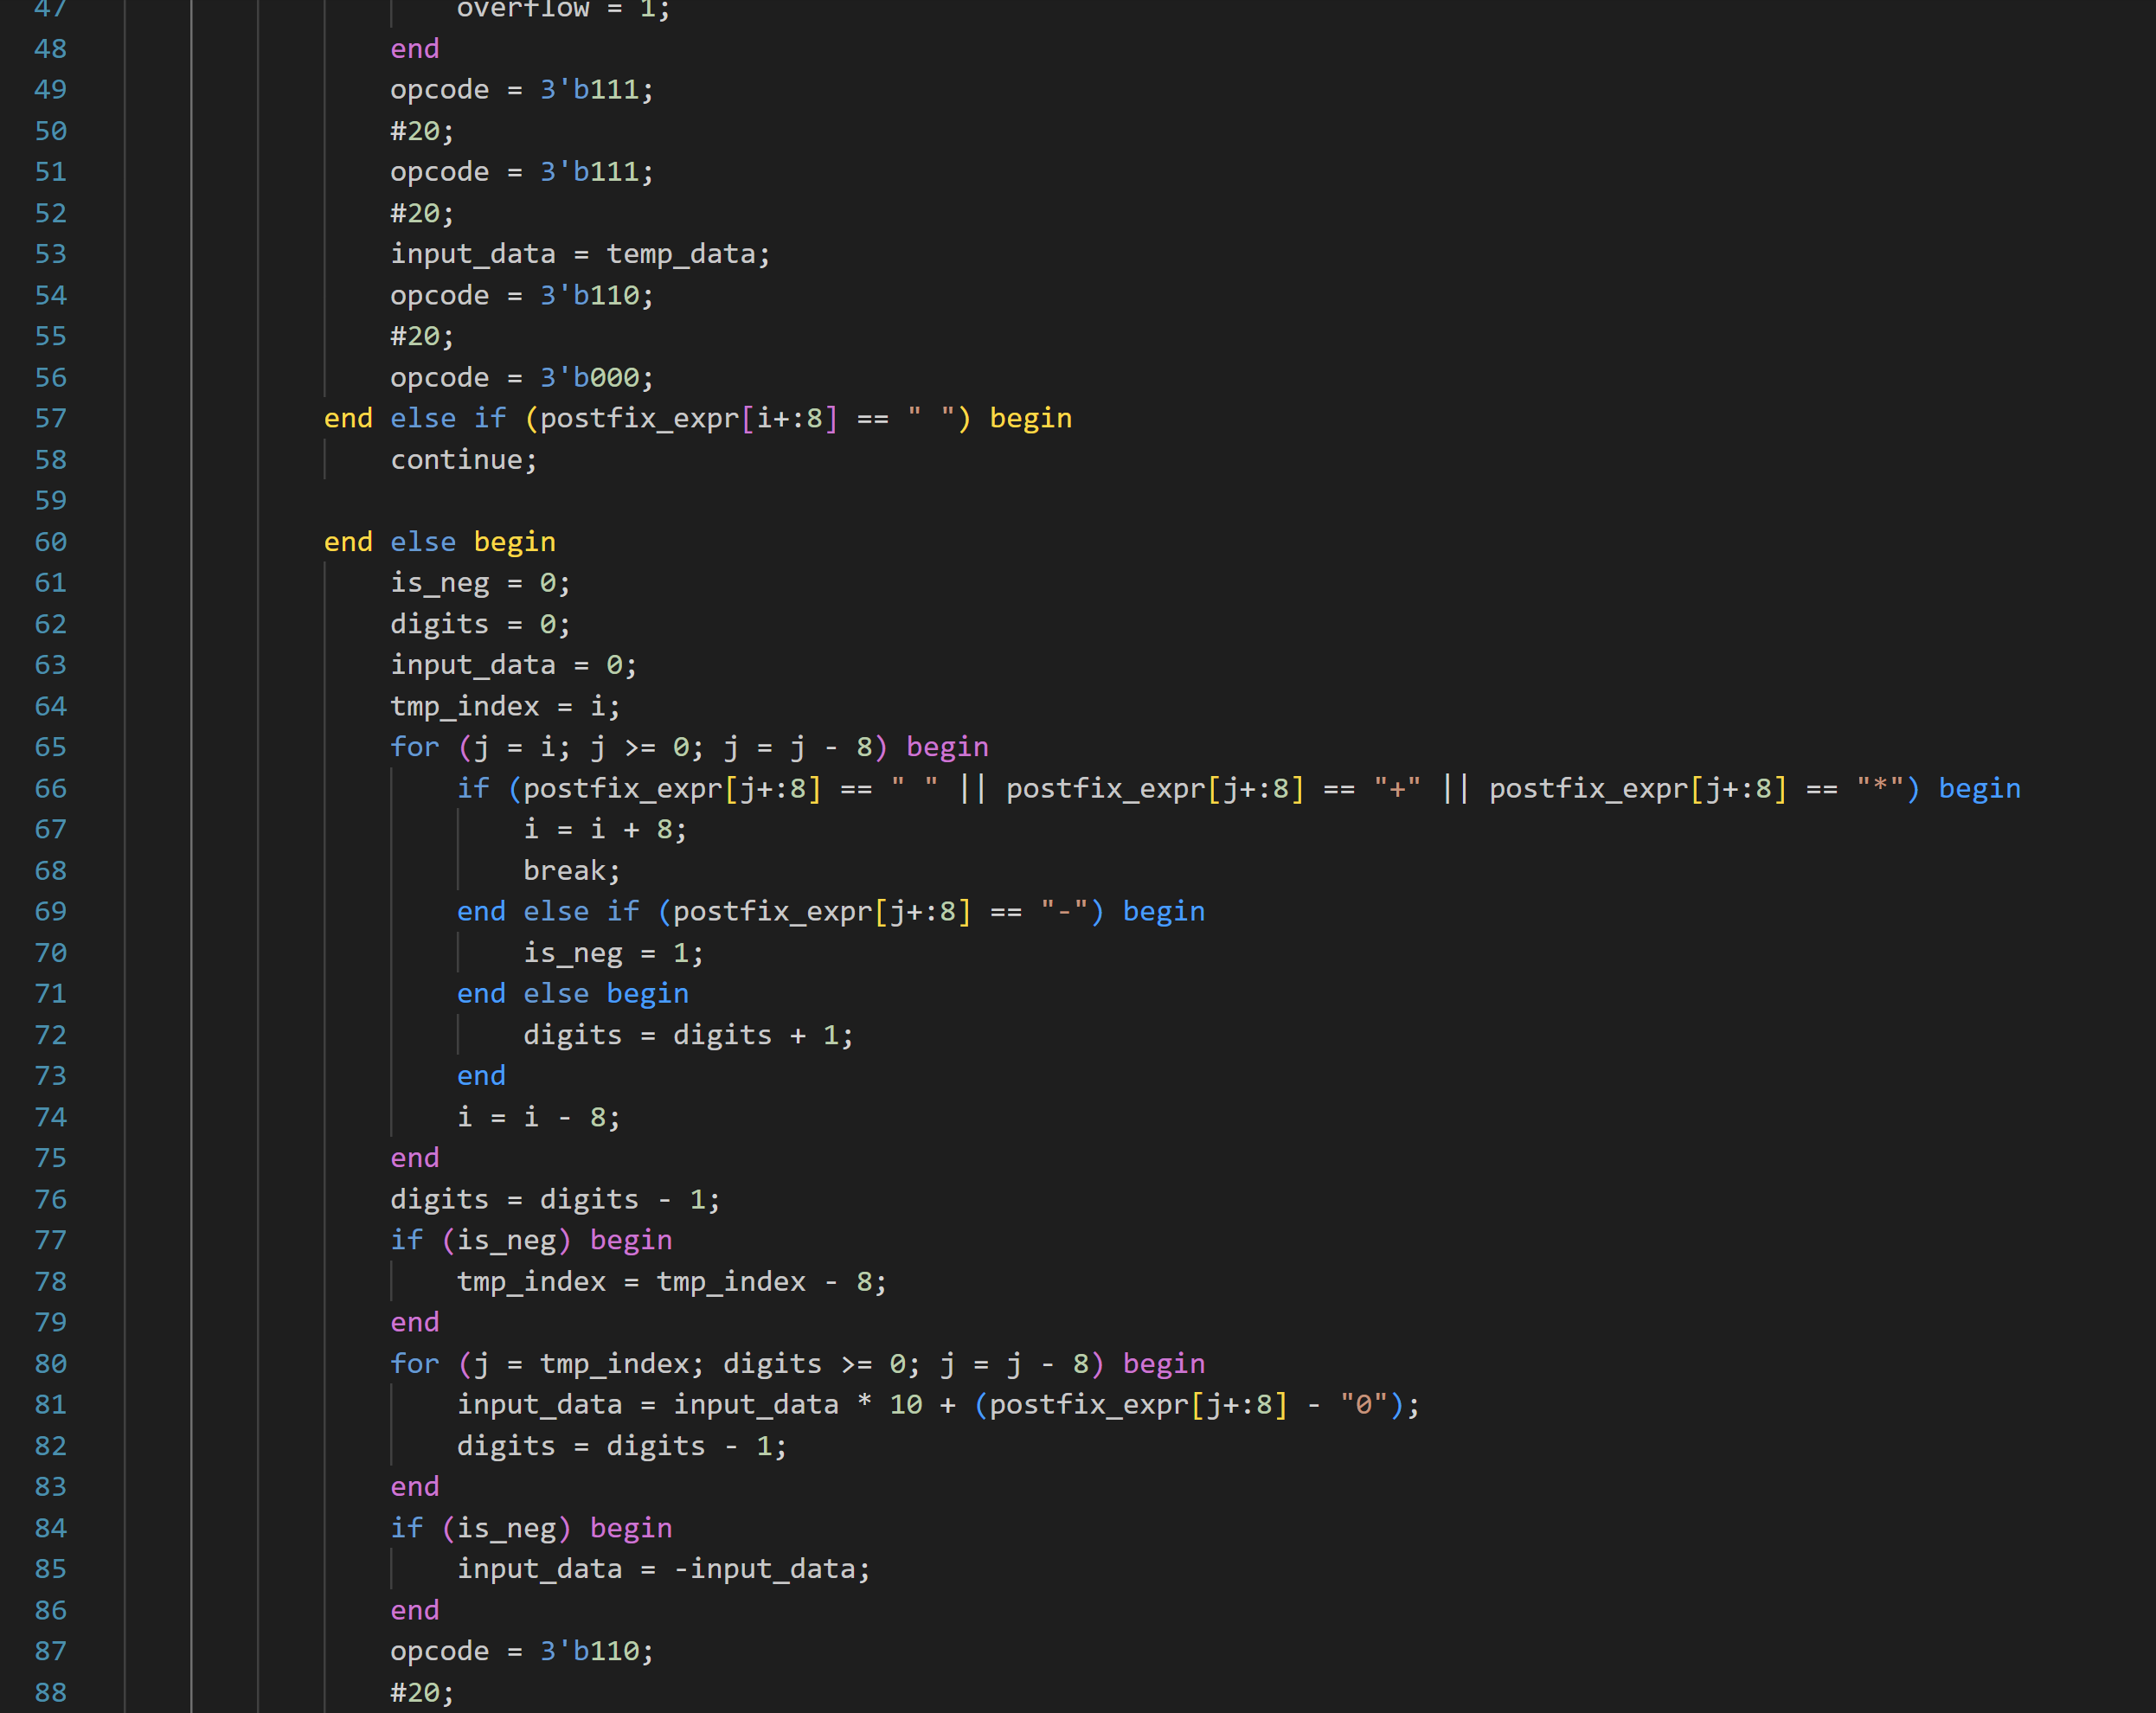 47 overflow = 1;
48 end
49 opcode = 3'b111;
50 #20;
51 opcode = 3'b111;
52 #20;
53 input_data = temp_data;
54 opcode = 3'b110;
55 #20;
56 opcode = 3'b000;
57 end else if (postfix_expr[i+:8] == " ") begin
58 continue;
59
60 end else begin
61 is_neg = 0;
62 digits = 0;
63 input_data = 0;
64 tmp_index = i;
65 for (j = i; j >= 0; j = j - 8) begin
66 if (postfix_expr[j+:8] == " " || postfix_expr[j+:8] == "+" || postfix_expr[j+:8] == "*") begin
67 i = i + 8;
68 break;
69 end else if (postfix_expr[j+:8] == "-") begin
70 is_neg = 1;
71 end else begin
72 digits = digits + 1;
73 end
74 i = i - 8;
75 end
76 digits = digits - 1;
77 if (is_neg) begin
78 tmp_index = tmp_index - 8;
79 end
80 for (j = tmp_index; digits >= 0; j = j - 8) begin
81 input_data = input_data * 10 + (postfix_expr[j+:8] - "0");
82 digits = digits - 1;
83 end
84 if (is_neg) begin
85 input_data = -input_data;
86 end
87 opcode = 3'b110;
88 #20;